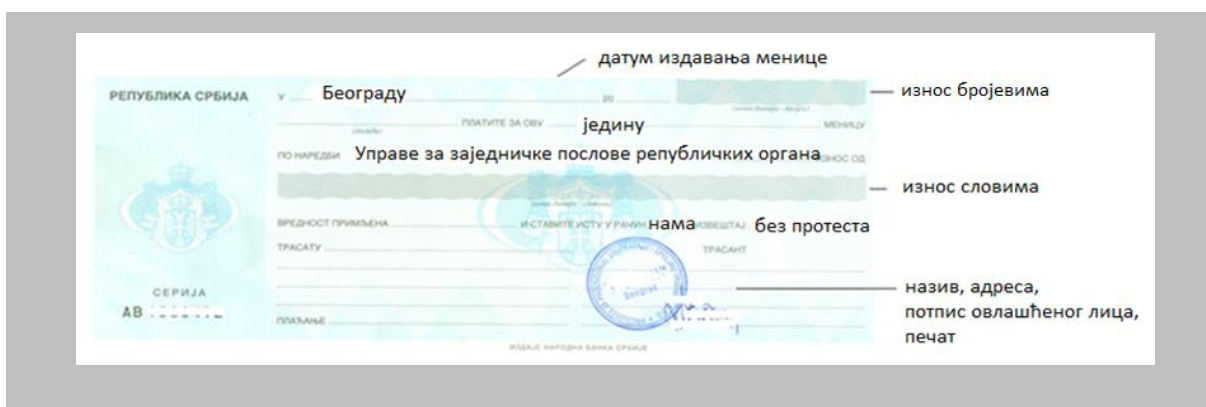 датум издавања менице
РЕПУБЛИКА СРБИЈА У Београду 20 износ бројевима
ПЛАТИТЕ ЗА ОВУ једину МЕНИЦУ
ПО НАРЕДБИ Управе за заједничке послове републичких органа ИЗНОС ОД
износ словима
ВРЕДНОСТ ПРИМЉЕНА И СТАВИТЕ ИСТУ У РАЧУН нама ИЗВЕШТАЈ без протеста
ТРАСАТУ ТРАСАНТ
СЕРИЈА
AB
назив, адреса,
потпис овлашћеног лица,
печат
ПЛАЋАЊЕ
ИЗДАЈЕ НАРОДНА БАНКА СРБИЈЕ
Beograd